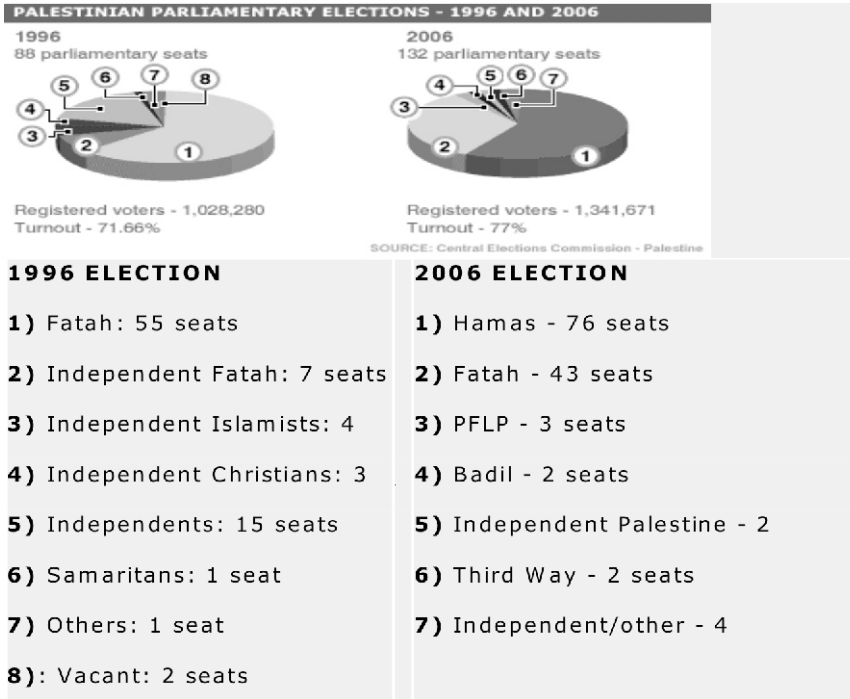 PALESTINIAN PARLIAMENTARY ELECTIONS - 1996 AND 2006
1996
88 parliamentary seats
1
2
3
4
5
6
7
8
Registered voters - 1,028,280
Turnout - 71.66%
2006
132 parliamentary seats
1
2
3
4
5
6
7
Registered voters - 1,341,671
Turnout - 77%
SOURCE: Central Elections Commission - Palestine
1996 ELECTION
1) Fatah: 55 seats
2) Independent Fatah: 7 seats
3) Independent Islamists: 4
4) Independent Christians: 3
5) Independents: 15 seats
6) Samaritans: 1 seat
7) Others: 1 seat
8): Vacant: 2 seats
2006 ELECTION
1) Hamas - 76 seats
2) Fatah - 43 seats
3) PFLP - 3 seats
4) Badil - 2 seats
5) Independent Palestine - 2
6) Third Way - 2 seats
7) Independent/other - 4